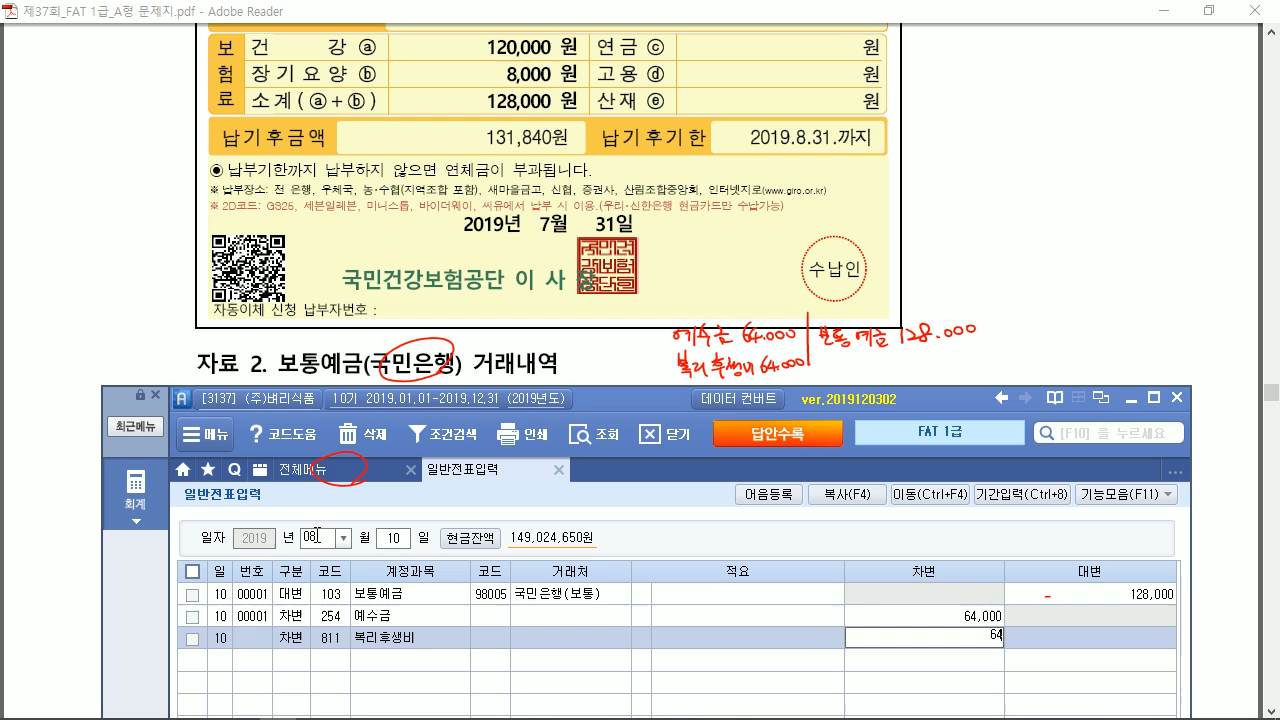 제37회_FAT 1급_A형 문제지.pdf - Adobe Reader
보험료
건 강 ⓐ 120,000 원 연 금 ⓒ 원
장 기 요 양 ⓑ 8,000 원 고 용 ⓓ 원
소 계 ( ⓐ + ⓑ ) 128,000 원 산 재 ⓔ 원
납 기 후 금 액 131,840원 납 기 후 기 한 2019.8.31.까지
◉ 납부기한까지 납부하지 않으면 연체금이 부과됩니다.
※ 납부장소: 전 은행, 우체국, 농·수협(지역조합 포함), 새마을금고, 신협, 증권사, 산림조합중앙회, 인터넷지로(www.giro.or.kr)
※ 2D코드: GS25, 세븐일레븐, 미니스톱, 바이더웨이, 씨유에서 납부 시 이용.(우리·신한은행 현금카드만 수납가능)
2019년 7월 31일
국민건강보험공단 이 사 장
수납인
자동이체 신청 납부자번호 :
예수금 64.000 보통예금 128.000
복리후생비 64.000
자료 2. 보통예금(국민은행) 거래내역
[3137] (주)벼리식품 10기 2019.01.01~2019.12.31 (2019년도) 데이터 컨버트 ver.2019120302
최근메뉴
메뉴 ? 코드도움 삭제 조건검색 인쇄 조회 닫기 답안수록 FAT 1급 [F10] 을 누르세요
전체메뉴 일반전표입력 ...
회계
일반전표입력 어음등록 복사(F4) 이동(Ctrl+F4) 기간입력(Ctrl+8) 기능모음(F11)
일자 2019 년 08 월 10 일 현금잔액 149,024,650원
일 번호 구분 코드 계정과목 코드 거래처 적요 차변 대변
10 00001 대변 103 보통예금 98005 국민은행(보통) 128,000
10 00001 차변 254 예수금 64,000
10 차변 811 복리후생비 64